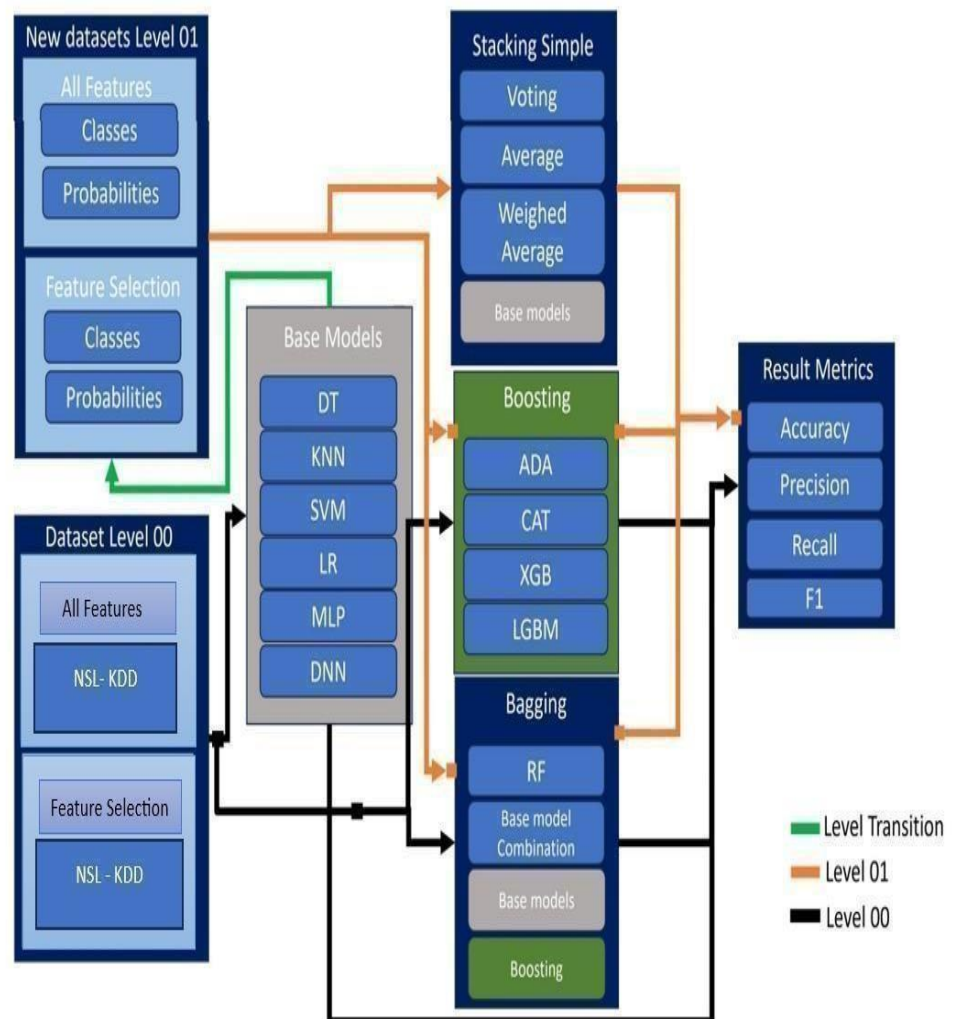 New datasets Level 01
All Features
Classes
Probabilities
Feature Selection
Classes
Probabilities
Dataset Level 00
All Features
NSL- KDD
Feature Selection
NSL - KDD
Base Models
DT
KNN
SVM
LR
MLP
DNN
Stacking Simple
Voting
Average
Weighed
Average
Base models
Boosting
ADA
CAT
XGB
LGBM
Bagging
RF
Base model
Combination
Base models
Boosting
Result Metrics
Accuracy
Precision
Recall
F1
Level Transition
Level 01
Level 00